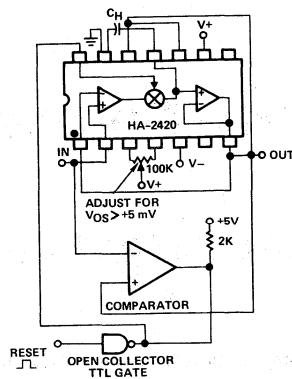 CH
V+
- +
- +
HA-2420
IN
OUT
100K
V-
V+
ADJUST FOR
VOS > +5 mV
+5V
2K
-
+
COMPARATOR
RESET
OPEN COLLECTOR
TTL GATE